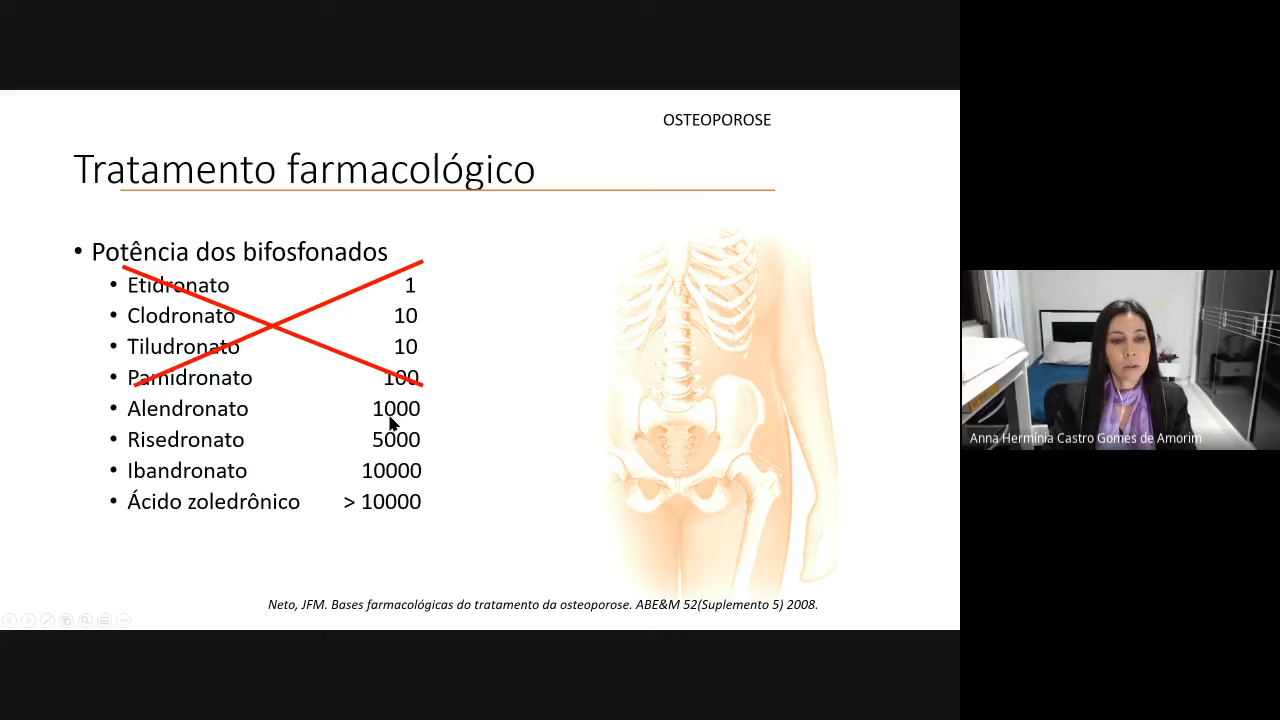 OSTEOPOROSE
Tratamento farmacológico
• Potência dos bifosfonados
• Etidronato 1
• Clodronato 10
• Tiludronato 10
• Pamidronato 100
• Alendronato 1000
• Risedronato 5000
• Ibandronato 10000
• Ácido zoledrônico > 10000
Neto, JFM. Bases farmacológicas do tratamento da osteoporose. ABE&M 52(Suplemento 5) 2008.
Anna Hermínia Castro Gomes de Amorim